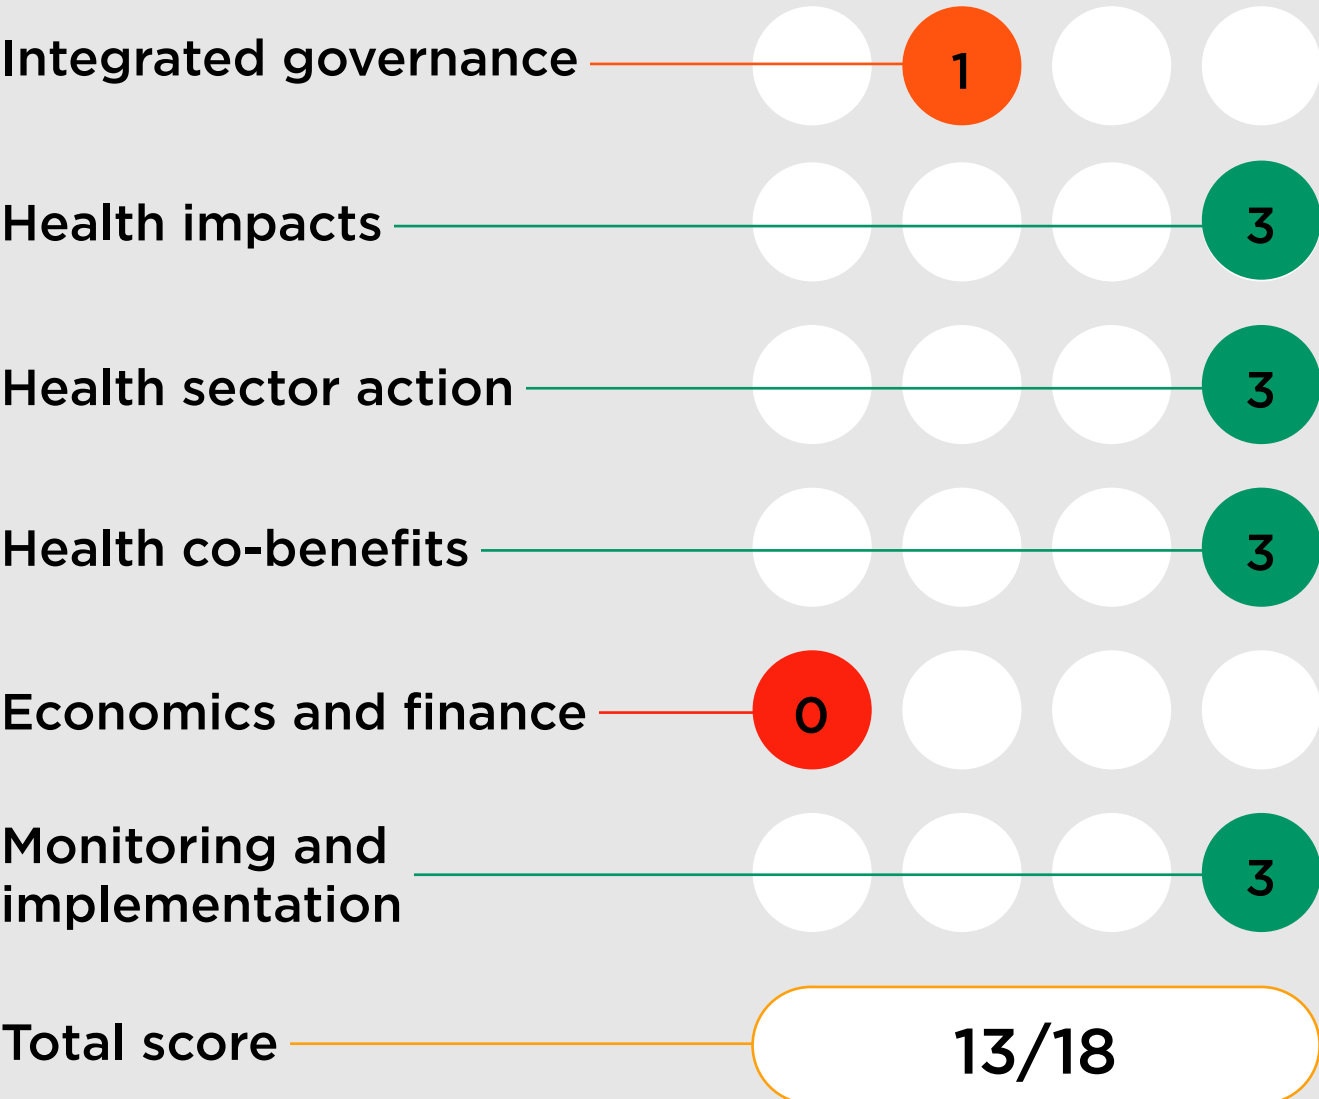 Integrated governance 1
Health impacts 3
Health sector action 3
Health co-benefits 3
Economics and finance 0
Monitoring and
implementation 3
Total score 13/18